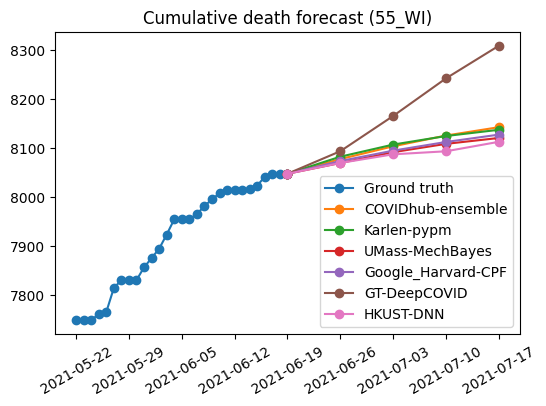 Cumulative death forecast (55_WI)
8300
8200
8100
8000
7900
7800
Ground truth
COVIDhub-ensemble
Karlen-pypm
UMass-MechBayes
Google_Harvard-CPF
GT-DeepCOVID
HKUST-DNN
2021-05-22
2021-05-29
2021-06-05
2021-06-12
2021-06-19
2021-06-26
2021-07-03
2021-07-10
2021-07-17